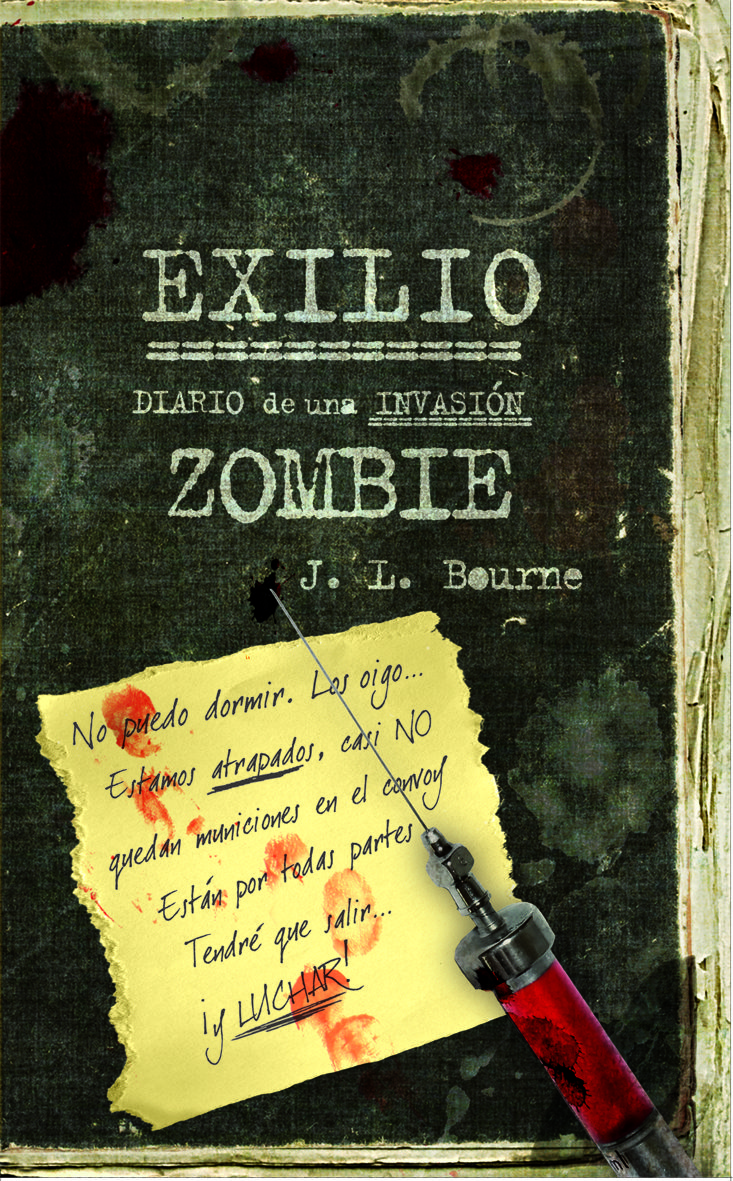 EXILIO
DIARIO de una INVASIÓN
ZOMBIE
J. L. Bourne
No puedo dormir. Los oigo...
Estamos atrapados, casi NO
quedan municiones en el convoy
Están por todas partes
Tendré que salir...
¡y LUCHAR!